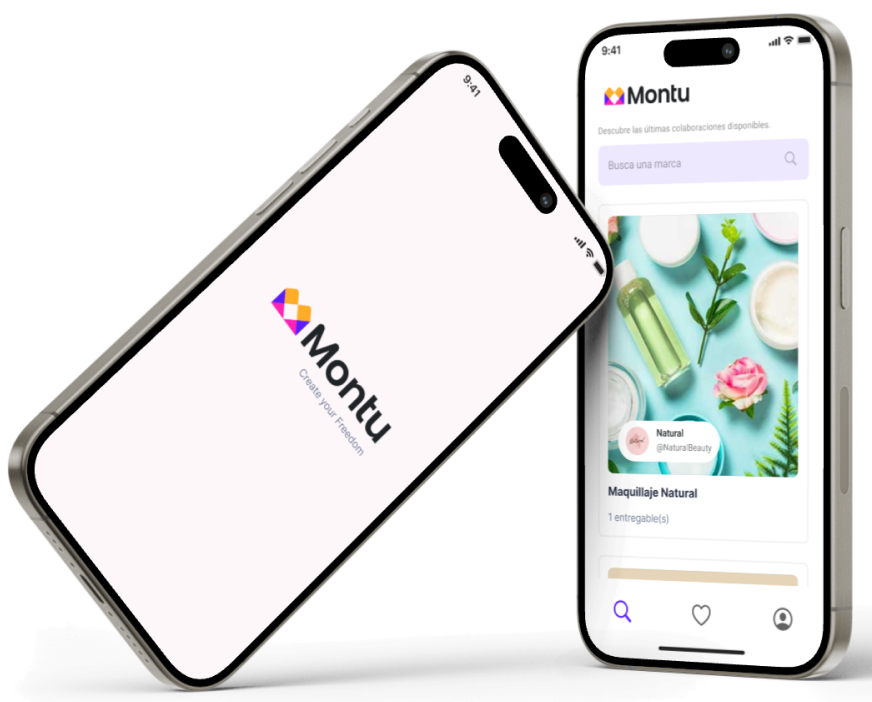 9:41
Montu
Create your Freedom
9:41
Montu
Descubre las últimas colaboraciones disponibles.
Busca una marca
Natural
@NaturalBeauty
Maquillaje Natural
1 entregable(s)